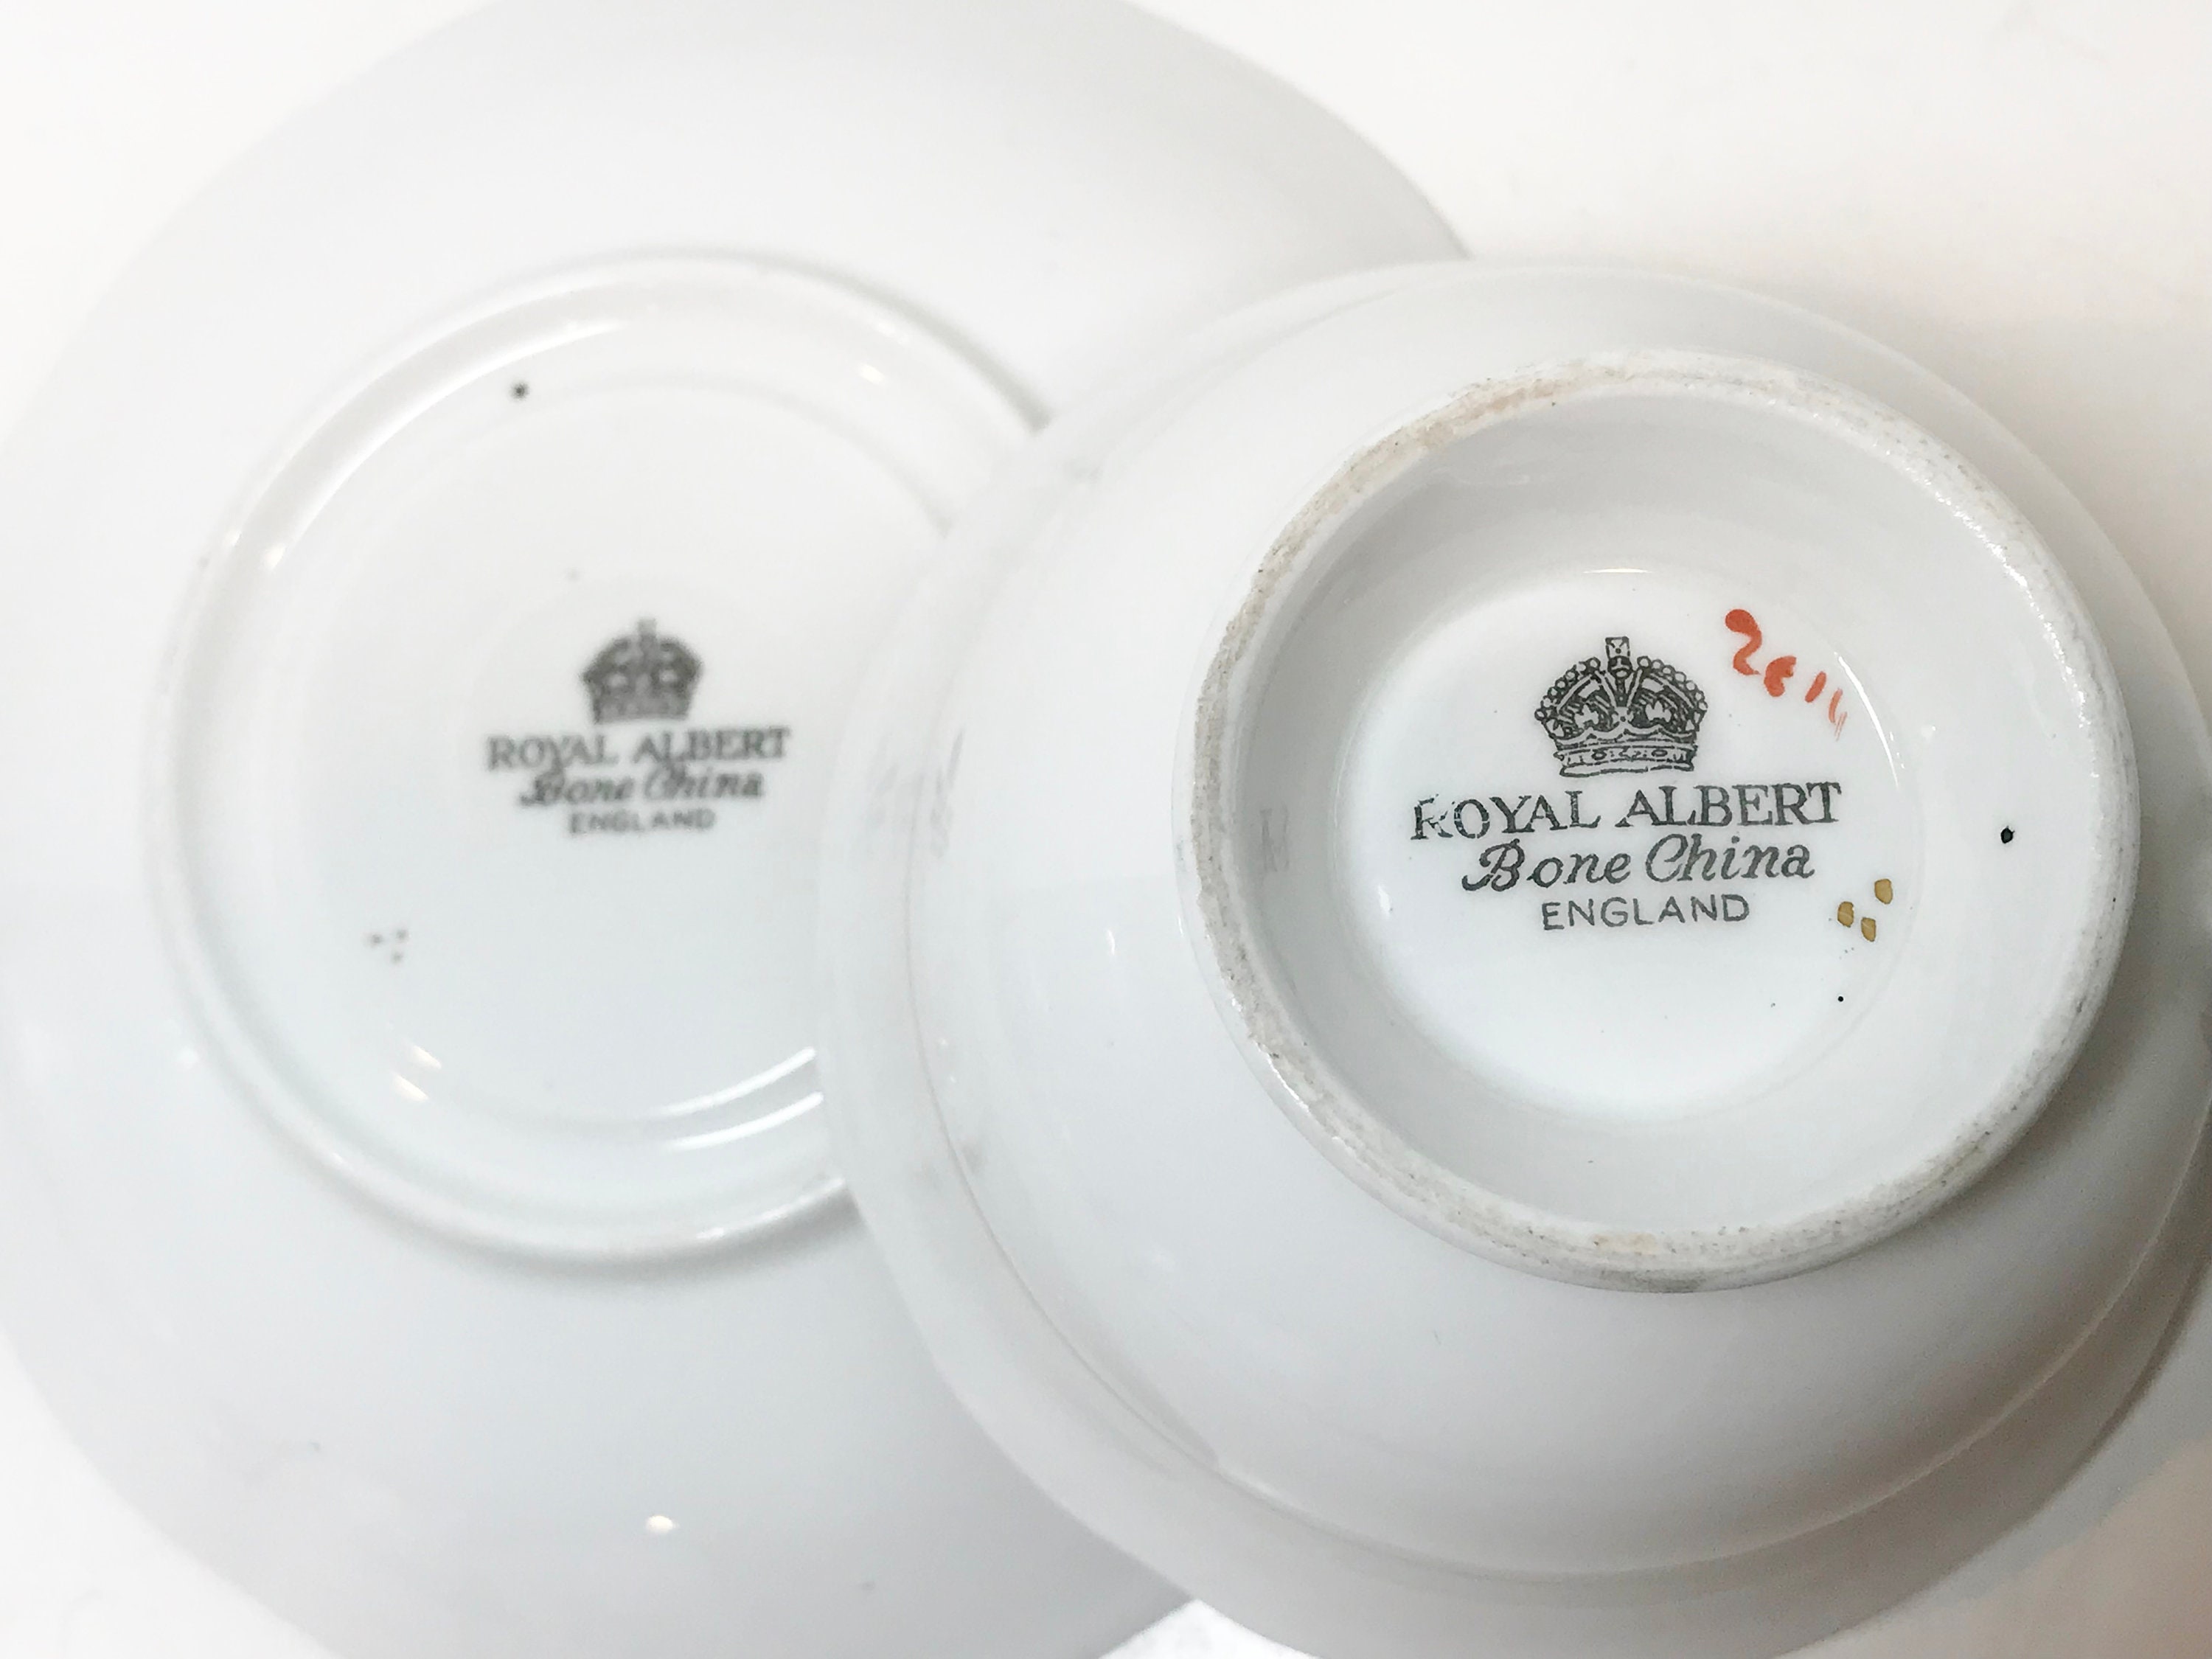 ROYAL ALBERT
Bone China
ENGLAND
ROYAL ALBERT
Bone China
ENGLAND